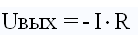 Uвых = - I · R